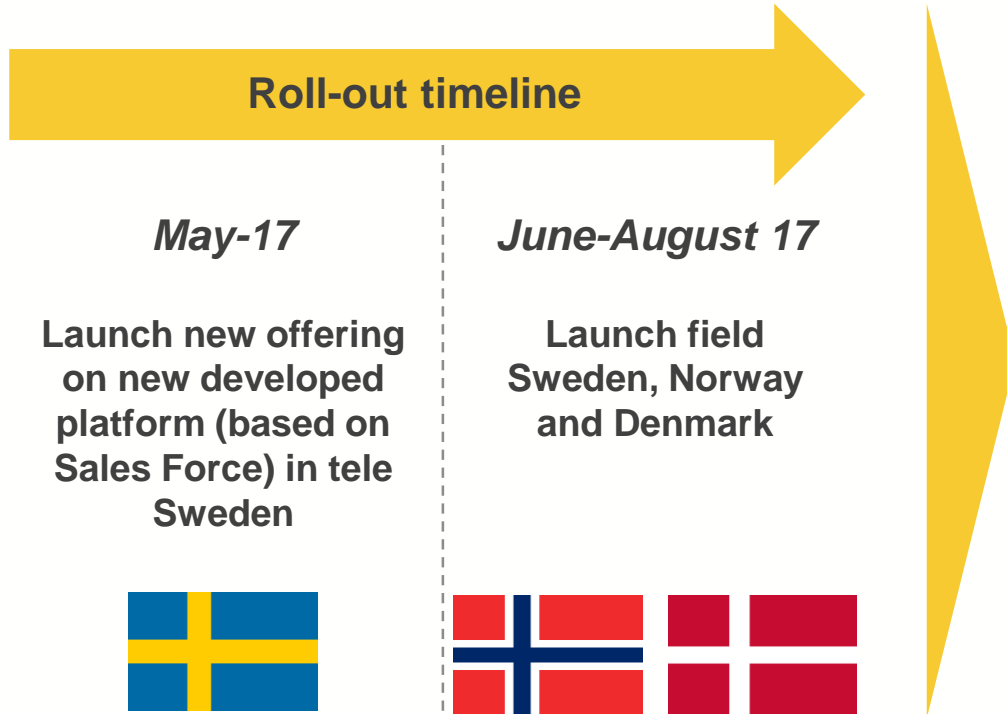 Roll-out timeline
May-17
Launch new offering
on new developed
platform (based on
Sales Force) in tele
Sweden
June-August 17
Launch field
Sweden, Norway
and Denmark